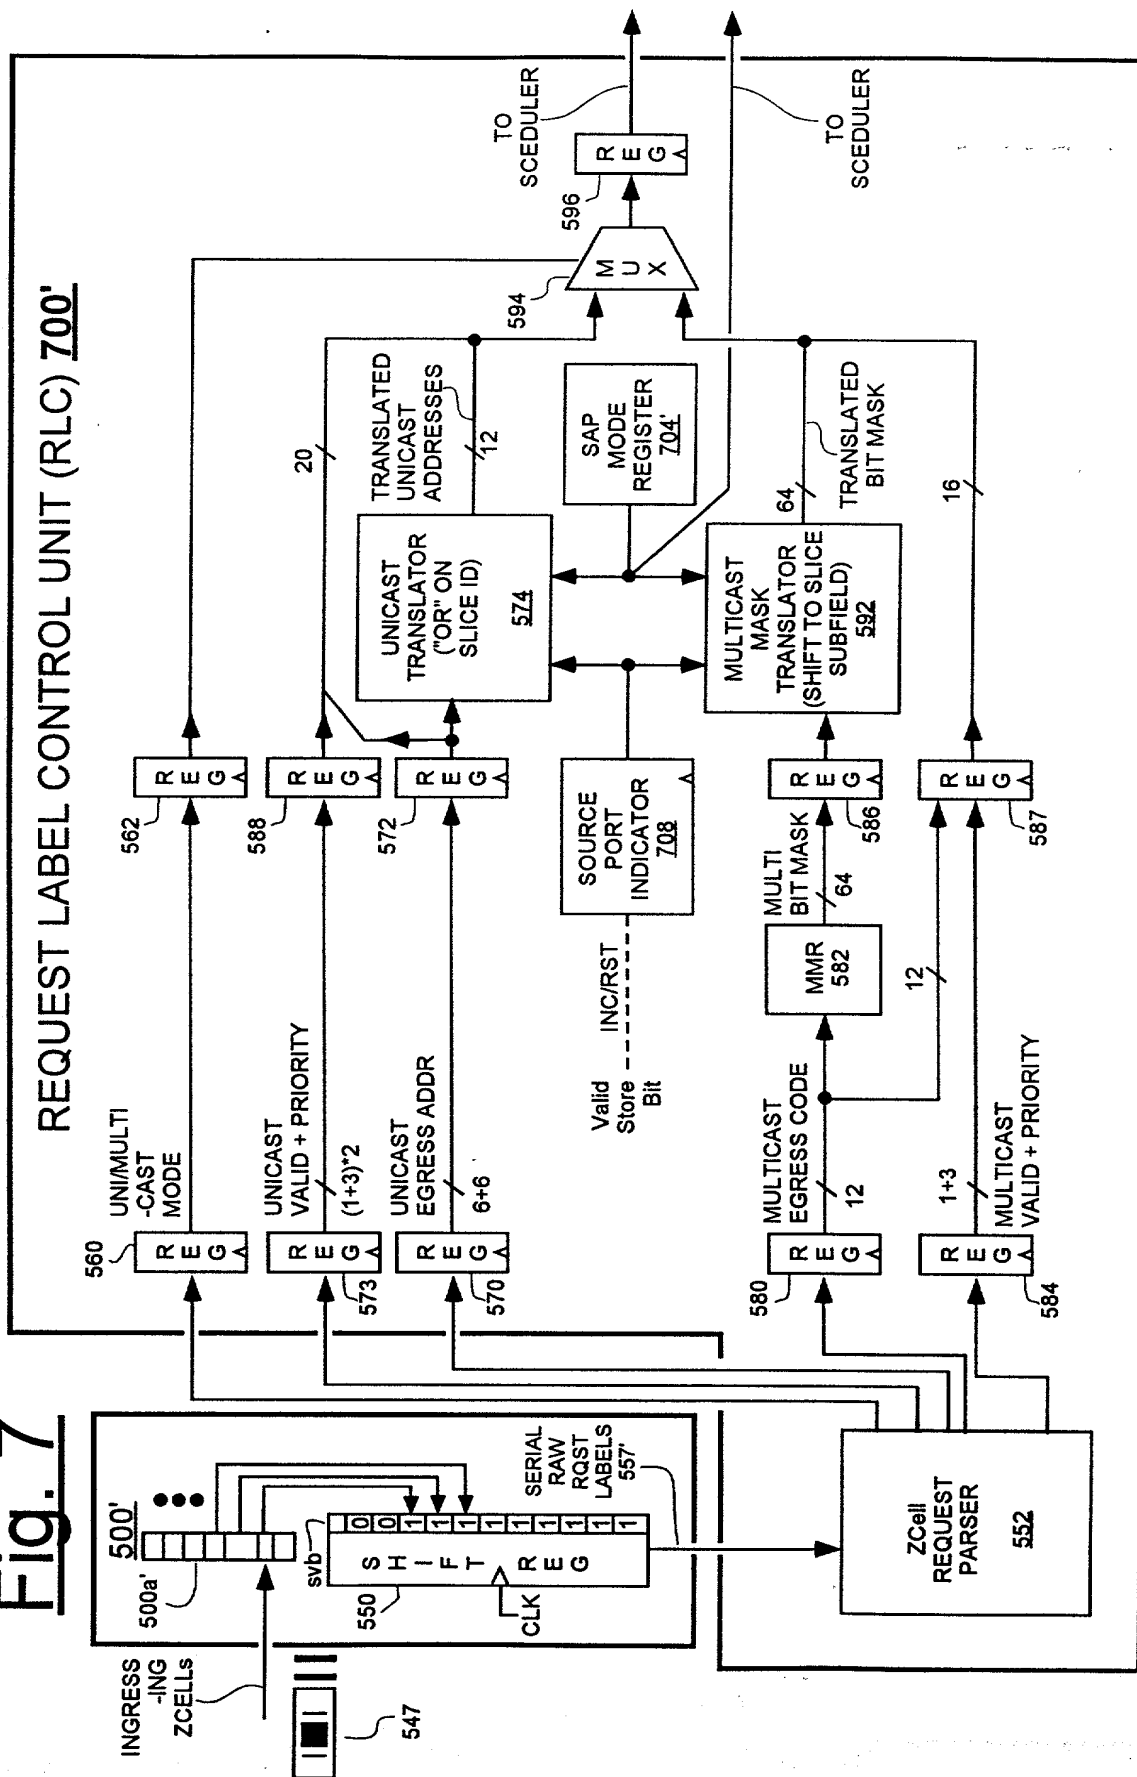 Fig. 7
REQUEST LABEL CONTROL UNIT (RLC) 700'
INGRESS
-ING
ZCELLs
547
500'
500a'
svb
0
0
1
1
1
1
1
1
1
1
1
SHIFT REG
550
CLK
SERIAL
RAW
RQST
LABELS
557'
ZCell
REQUEST
PARSER
552
560
REG
UNI/MULTI
-CAST
MODE
562
REG
573
REG
UNICAST
VALID + PRIORITY
(1+3)*2
588
REG
20
570
REG
UNICAST
EGRESS ADDR
6+6
572
REG
UNICAST
TRANSLATOR
("OR" ON
SLICE ID)
574
TRANSLATED
UNICAST
ADDRESSES
12
Valid
Store
Bit
INC/RST
SOURCE
PORT
INDICATOR
708
SAP
MODE
REGISTER
704'
580
REG
MULTICAST
EGRESS CODE
12
MMR
582
MULTI
BIT MASK
64
586
REG
MULTICAST
MASK
TRANSLATOR
(SHIFT TO SLICE
SUBFIELD)
592
64
TRANSLATED
BIT MASK
584
REG
1+3
MULTICAST
VALID + PRIORITY
12
587
REG
16
594
MUX
596
REG
TO
SCEDULER
TO
SCEDULER